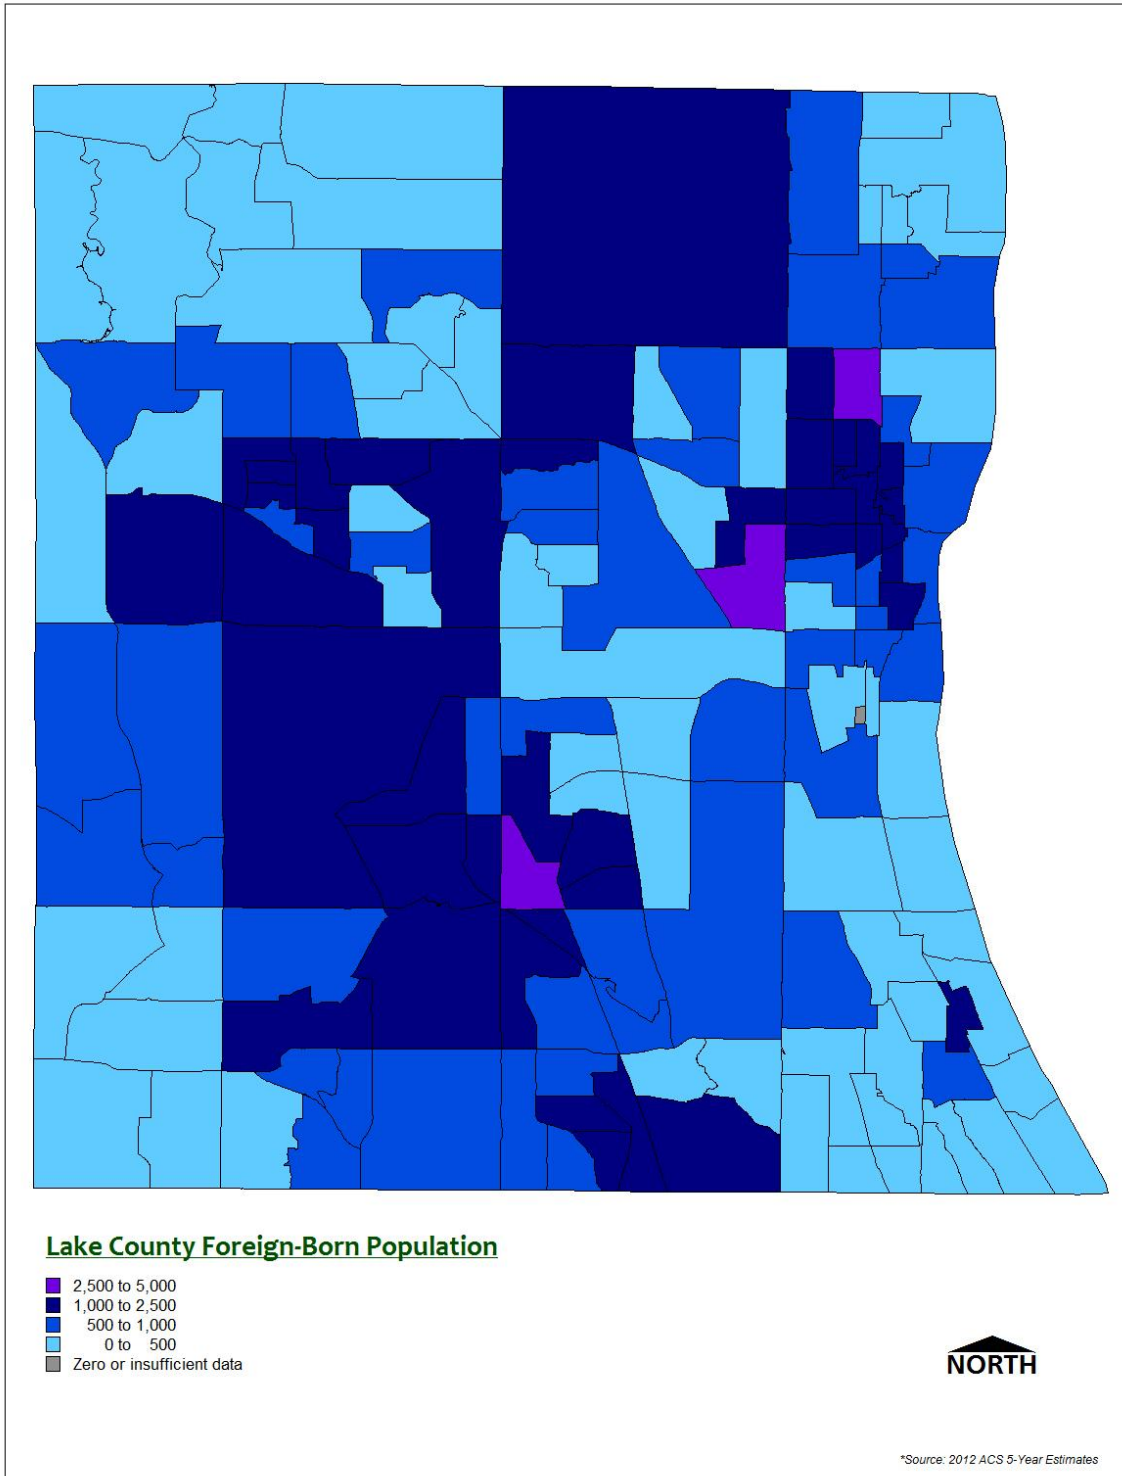 Lake County Foreign-Born Population
2,500 to 5,000
1,000 to 2,500
500 to 1,000
0 to 500
Zero or insufficient data
NORTH
*Source: 2012 ACS 5-Year Estimates